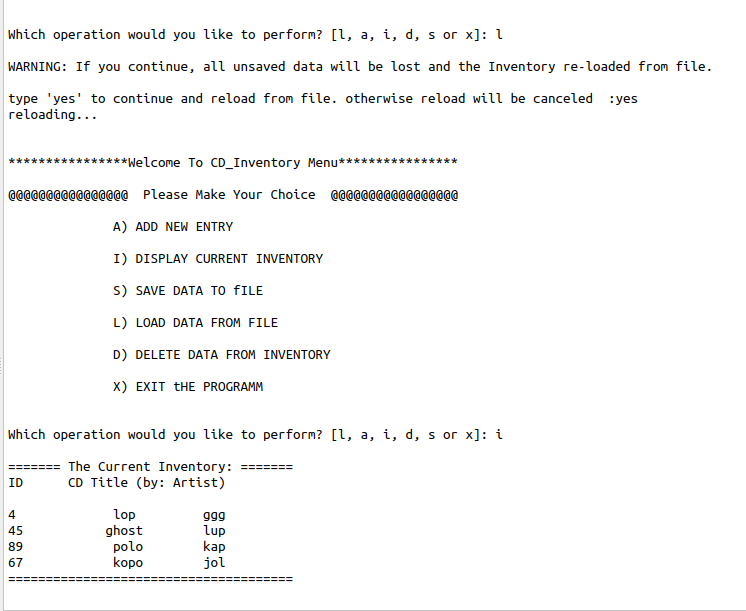 Which operation would you like to perform? [l, a, i, d, s or x]: l
WARNING: If you continue, all unsaved data will be lost and the Inventory re-loaded from file.
type 'yes' to continue and reload from file. otherwise reload will be canceled  :yes
reloading...
****************Welcome To CD_Inventory Menu****************
@@@@@@@@@@@@@@@@  Please Make Your Choice  @@@@@@@@@@@@@@@@@
A) ADD NEW ENTRY
I) DISPLAY CURRENT INVENTORY
S) SAVE DATA TO fILE
L) LOAD DATA FROM FILE
D) DELETE DATA FROM INVENTORY
X) EXIT tHE PROGRAMM
Which operation would you like to perform? [l, a, i, d, s or x]: i
======= The Current Inventory: =======
ID      CD Title (by: Artist)
4             lop         ggg
45           ghost        lup
89            polo        kap
67            kopo        jol
======================================